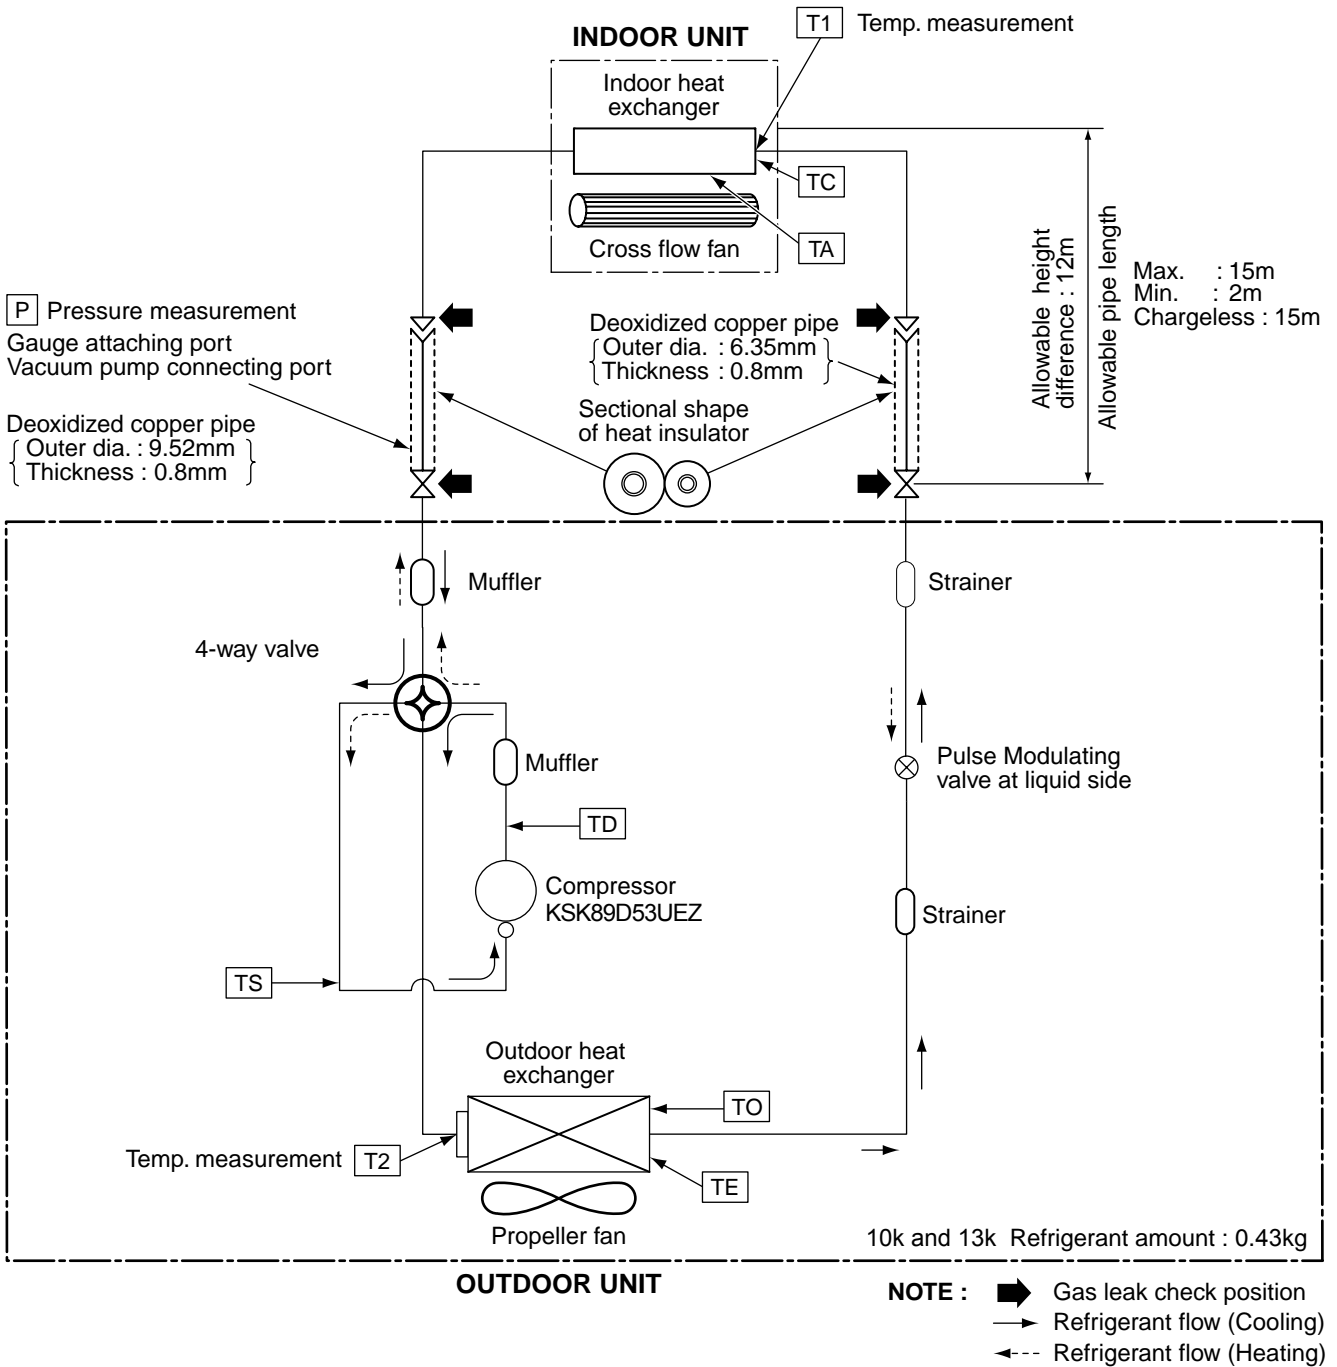 T1 Temp. measurement
INDOOR UNIT
Indoor heat
exchanger
TC
TA
Cross flow fan
Allowable height
difference : 12m
Allowable pipe length
Max. : 15m
Min. : 2m
Chargeless : 15m
P Pressure measurement
Gauge attaching port
Vacuum pump connecting port
Deoxidized copper pipe
Outer dia. : 9.52mm
Thickness : 0.8mm
Deoxidized copper pipe
Outer dia. : 6.35mm
Thickness : 0.8mm
Sectional shape
of heat insulator
Muffler
Strainer
4-way valve
Muffler
Pulse Modulating
valve at liquid side
TD
Compressor
KSK89D53UEZ
Strainer
TS
Outdoor heat
exchanger
TO
Temp. measurement T2
TE
Propeller fan
10k and 13k Refrigerant amount : 0.43kg
OUTDOOR UNIT
NOTE : Gas leak check position
Refrigerant flow (Cooling)
Refrigerant flow (Heating)